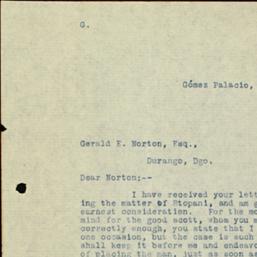 G.
Gómez Palacio,
Gerald E. Norton, Esq.,
Durango, Dgo.
Dear Norton;--
I have received your lett
ing the matter of Stopani, and am g
earnest consideration. For the mo
mind for the good scott, whom you m
correctly enough, you state that I
one occasion, but the case is such
shall keep it before me and endeavo
of placing the man, just as soon as